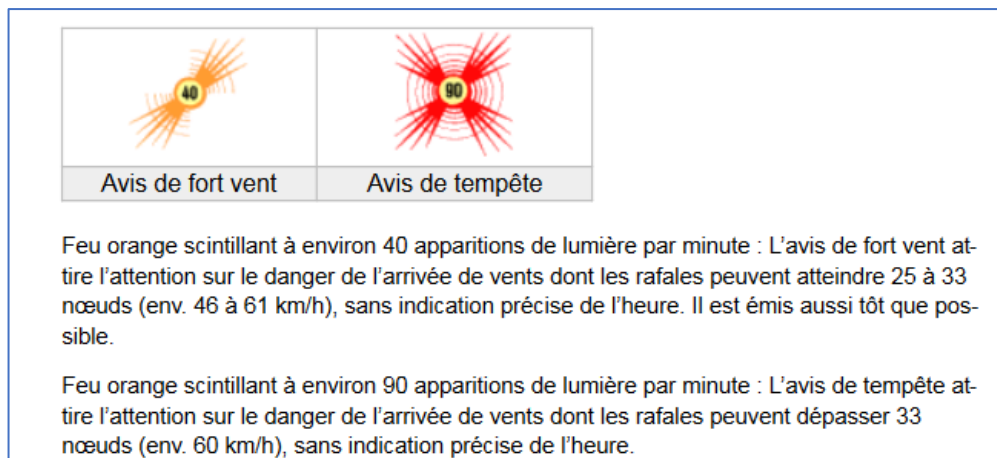 40
90
Avis de fort vent
Avis de tempête
Feu orange scintillant à environ 40 apparitions de lumière par minute : L’avis de fort vent at-
tire l’attention sur le danger de l’arrivée de vents dont les rafales peuvent atteindre 25 à 33
nœuds (env. 46 à 61 km/h), sans indication précise de l’heure. Il est émis aussi tôt que pos-
sible.
Feu orange scintillant à environ 90 apparitions de lumière par minute : L’avis de tempête at-
tire l’attention sur le danger de l’arrivée de vents dont les rafales peuvent dépasser 33
nœuds (env. 60 km/h), sans indication précise de l’heure.